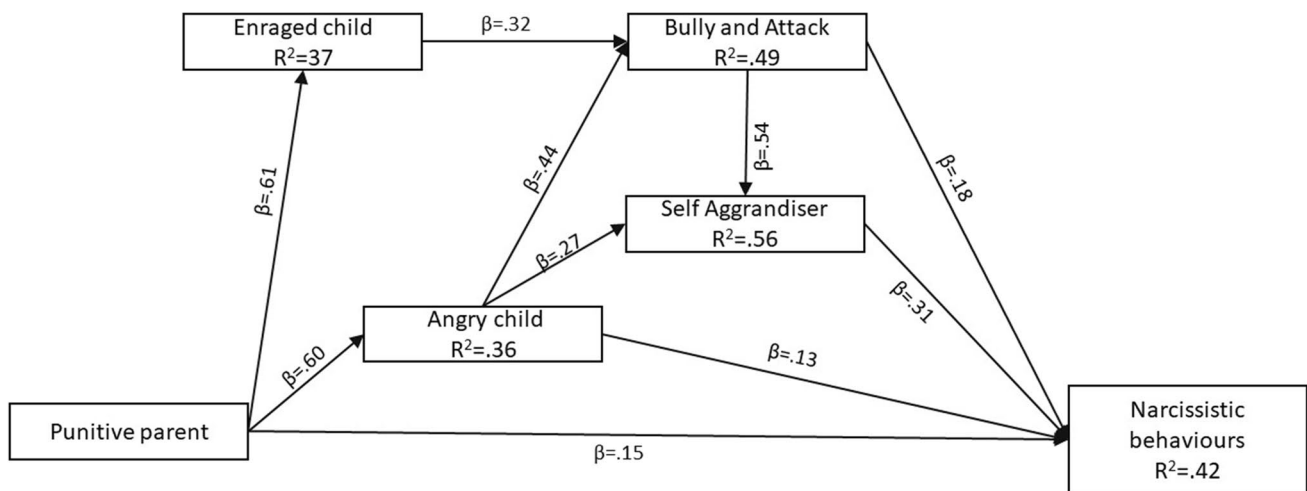 Enraged child
R²=37
β=.32
Bully and Attack
R²=.49
β=.61
β=.44
β=.54
β=.18
Self Aggrandiser
R²=.56
β=.27
β=.31
Angry child
R²=.36
β=.60
β=.13
Punitive parent
β=.15
Narcissistic
behaviours
R²=.42